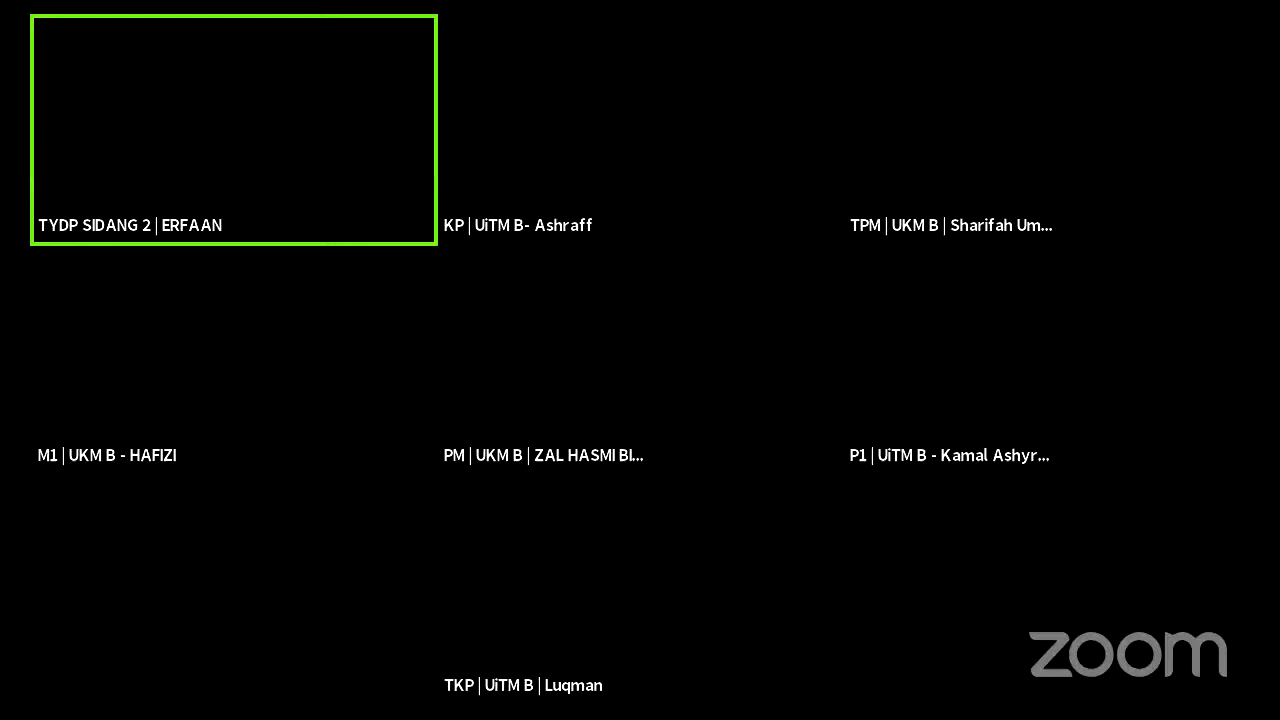 TYDP SIDANG 2 | ERFAAN
KP | UiTM B- Ashraff
TPM | UKM B | Sharifah Um...
M1 | UKM B - HAFIZI
PM | UKM B | ZAL HASMI BI...
P1 | UiTM B - Kamal Ashyr...
TKP | UiTM B | Luqman
zoom